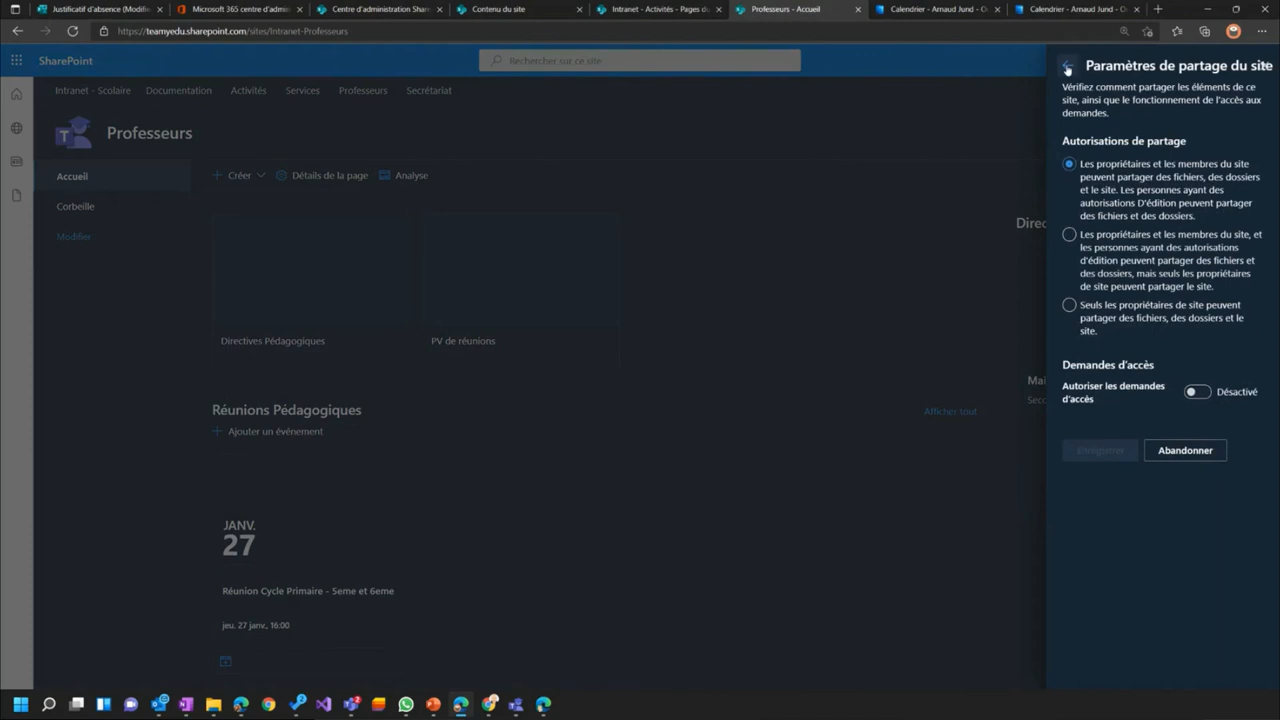 Justificatif d'absence (Modifie
Microsoft 365 centre d'admin
Centre d'administration Share
Contenu du site
Intranet - Activités - Pages du
Professeurs - Accueil
Calendrier - Arnaud Jund - Ou
Calendrier - Arnaud Jund - Ou
https://teamyedu.sharepoint.com/sites/Intranet-Professeurs
SharePoint
Rechercher sur ce site
Intranet - Scolaire
Documentation
Activités
Services
Professeurs
Secrétariat
Professeurs
Accueil
Corbeille
Modifier
Créer
Détails de la page
Analyse
Direc
Directives Pédagogiques
PV de réunions
Mai
Seco
Réunions Pédagogiques
Afficher tout
Ajouter un événement
JANV.
27
Réunion Cycle Primaire - 5eme et 6eme
jeu. 27 janv., 16:00
Paramètres de partage du site
Vérifiez comment partager les éléments de ce
site, ainsi que le fonctionnement de l'accès aux
demandes.
Autorisations de partage
Les propriétaires et les membres du site
peuvent partager des fichiers, des dossiers
et le site. Les personnes ayant des
autorisations D'édition peuvent partager
des fichiers et des dossiers.
Les propriétaires et les membres du site, et
les personnes ayant des autorisations
d'édition peuvent partager des fichiers et
des dossiers, mais seuls les propriétaires
de site peuvent partager le site.
Seuls les propriétaires de site peuvent
partager des fichiers, des dossiers et le
site.
Demandes d'accès
Autoriser les demandes
d'accès
Désactivé
Enregistrer
Abandonner